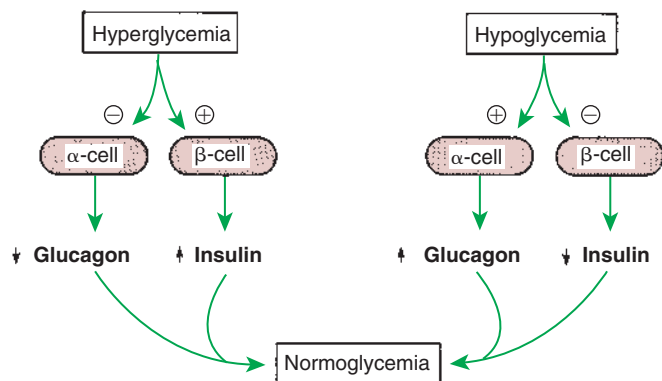 Hyperglycemia
Hypoglycemia
⊖ ⊕
⊕ ⊖
α-cell
β-cell
α-cell
β-cell
Glucagon
Insulin
Glucagon
Insulin
Normoglycemia